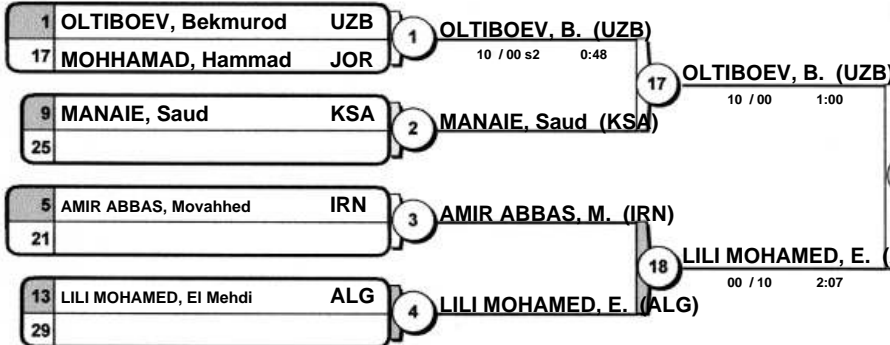 1 OLTIBOEV, Bekmurod UZB
17 MOHHAMAD, Hammad JOR
1 OLTIBOEV, B. (UZB)
10 / 00 s2 0:48
9 MANAIE, Saud KSA
25
2 MANAIE, Saud (KSA)
17 OLTIBOEV, B. (UZB)
10 / 00 1:00
5 AMIR ABBAS, Movahhed IRN
21
3 AMIR ABBAS, M. (IRN)
13 LILI MOHAMED, El Mehdi ALG
29
4 LILI MOHAMED, E. (ALG)
18 LILI MOHAMED, E. (
00 / 10 2:07